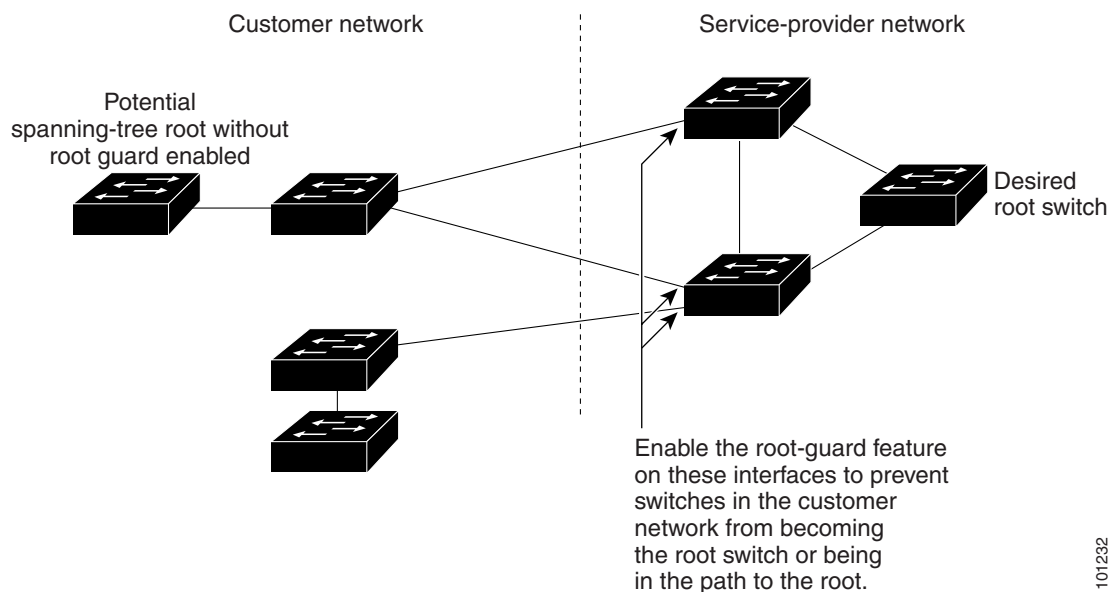 Customer network
Service-provider network
Potential
spanning-tree root without
root guard enabled
Desired
root switch
Enable the root-guard feature
on these interfaces to prevent
switches in the customer
network from becoming
the root switch or being
in the path to the root.
101232